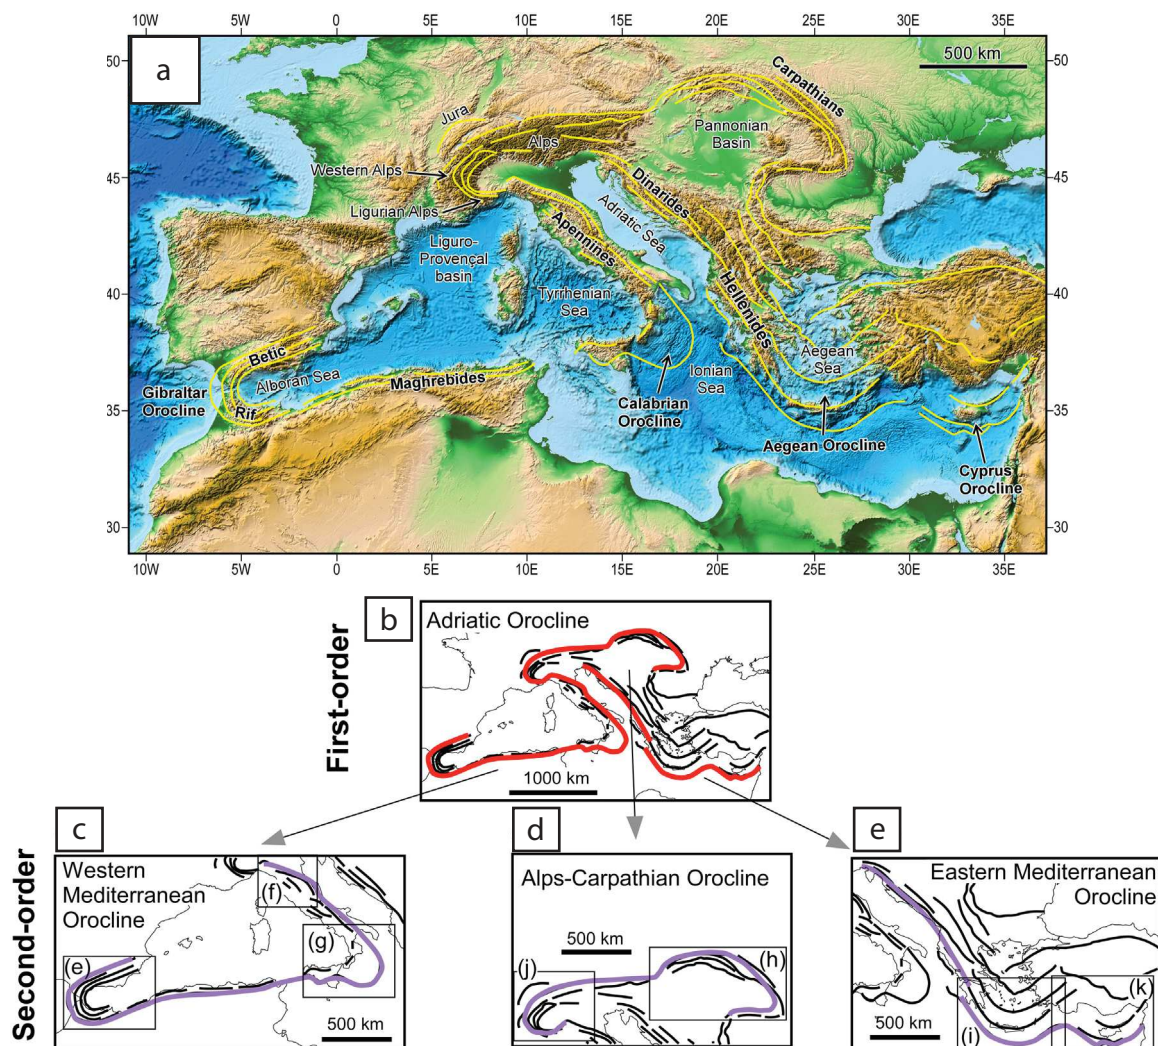 10W 5W 0 5E 10E 15E 20E 25E 30E 35E
a
50
45
40
35
30
50
45
40
35
30
500 km
Carpathians
Jura
Pannonian
Basin
Alps
Western Alps
Dinarides
Ligurian Alps
Adriatic Sea
Apennines
Liguro-
Provençal
basin
Tyrrhenian
Sea
Hellenides
Betic
Alboran Sea
Aegean
Sea
Ionian
Sea
Gibraltar
Orocline
Maghrebides
Rif
Calabrian
Orocline
Aegean Orocline
Cyprus
Orocline
10W 5W 0 5E 10E 15E 20E 25E 30E 35E
First-order
b
Adriatic Orocline
1000 km
Second-order
c
Western
Mediterranean
Orocline
(f)
(g)
(e)
500 km
d
Alps-Carpathian Orocline
500 km
(h)
(j)
e
Eastern Mediterranean
Orocline
(k)
(i)
500 km